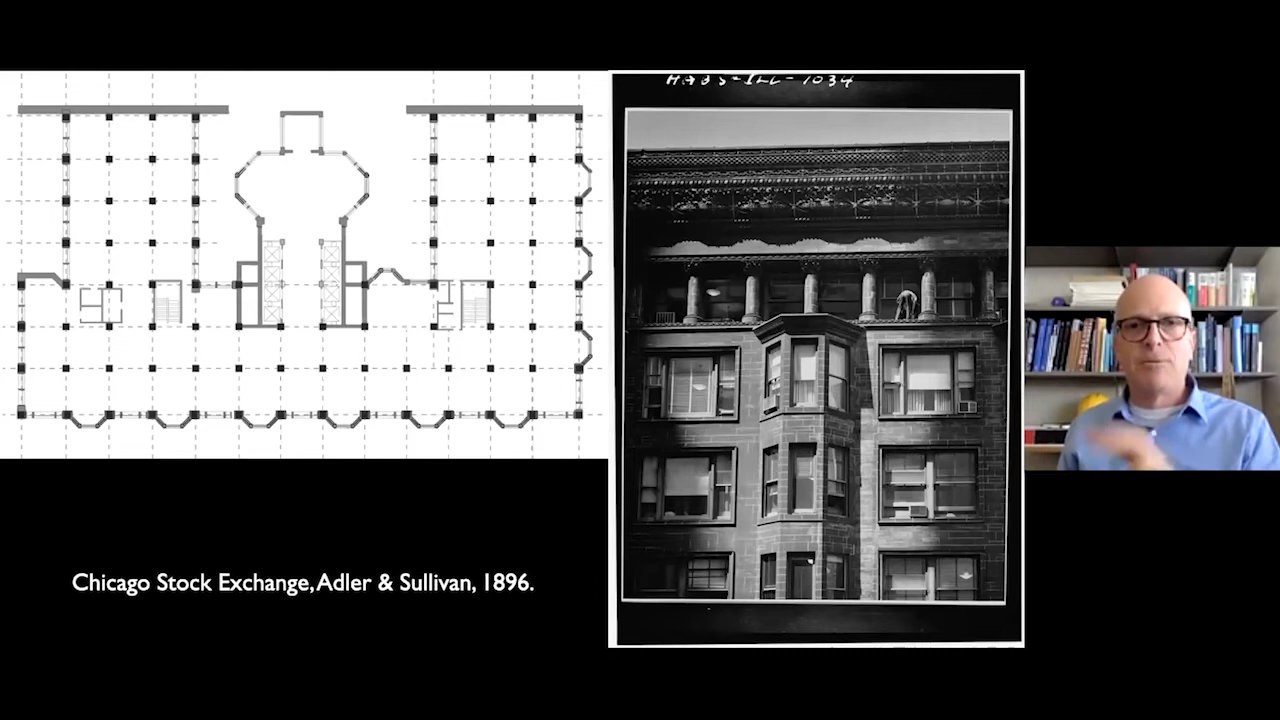 HABS-ILL-1034
Chicago Stock Exchange, Adler & Sullivan, 1896.